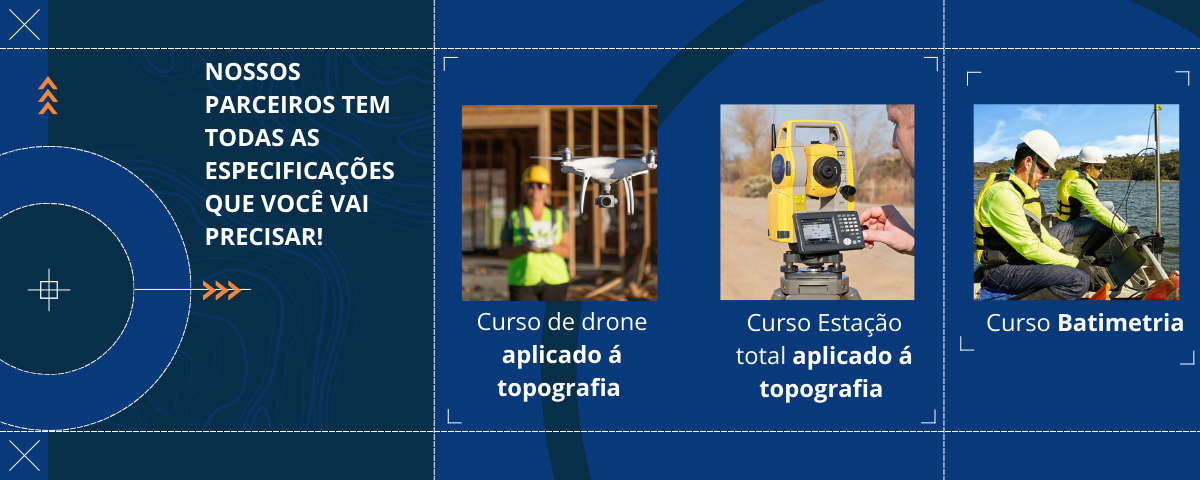 NOSSOS
PARCEIROS TEM
TODAS AS
ESPECIFICAÇÕES
QUE VOCÊ VAI
PRECISAR!
Curso de drone
aplicado á
topografia
Curso Estação
total aplicado á
topografia
Curso Batimetria